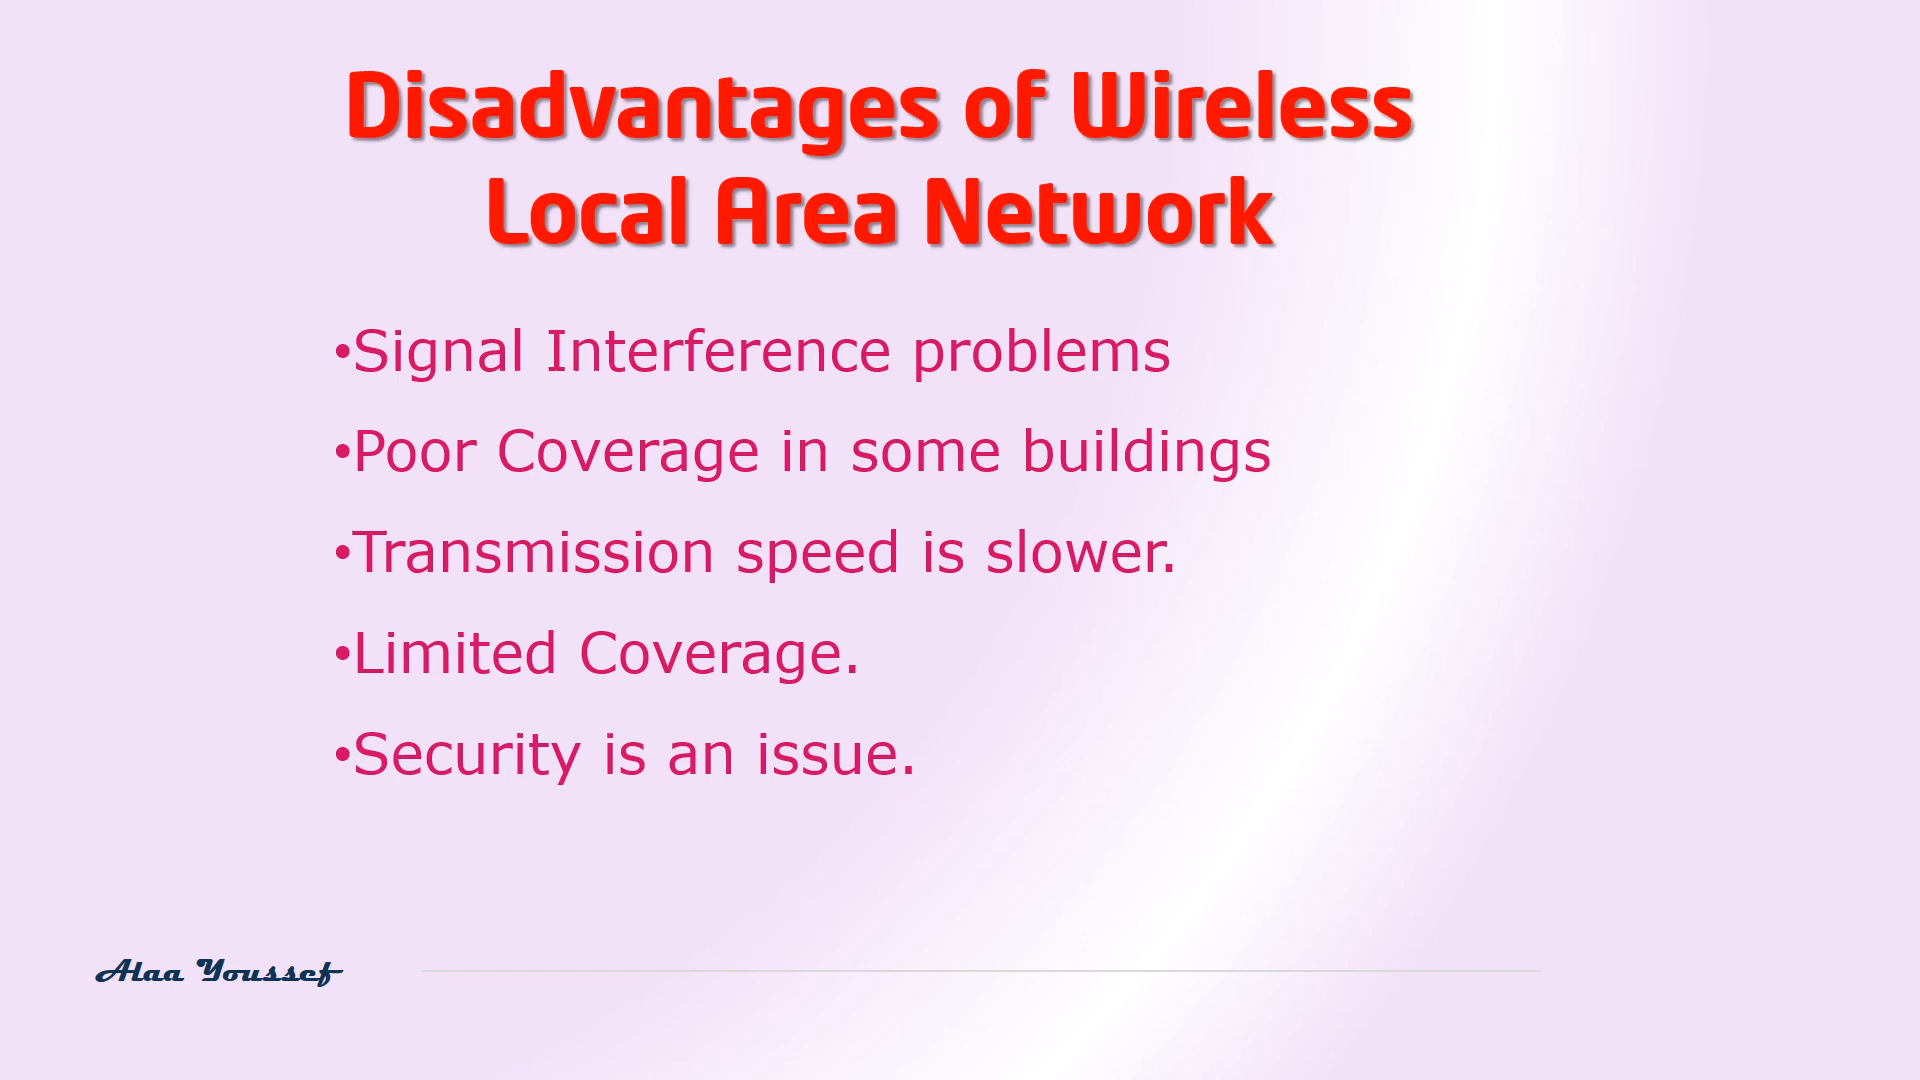 Disadvantages of Wireless
Local Area Network
•Signal Interference problems
•Poor Coverage in some buildings
•Transmission speed is slower.
•Limited Coverage.
•Security is an issue.
Alaa Youssef